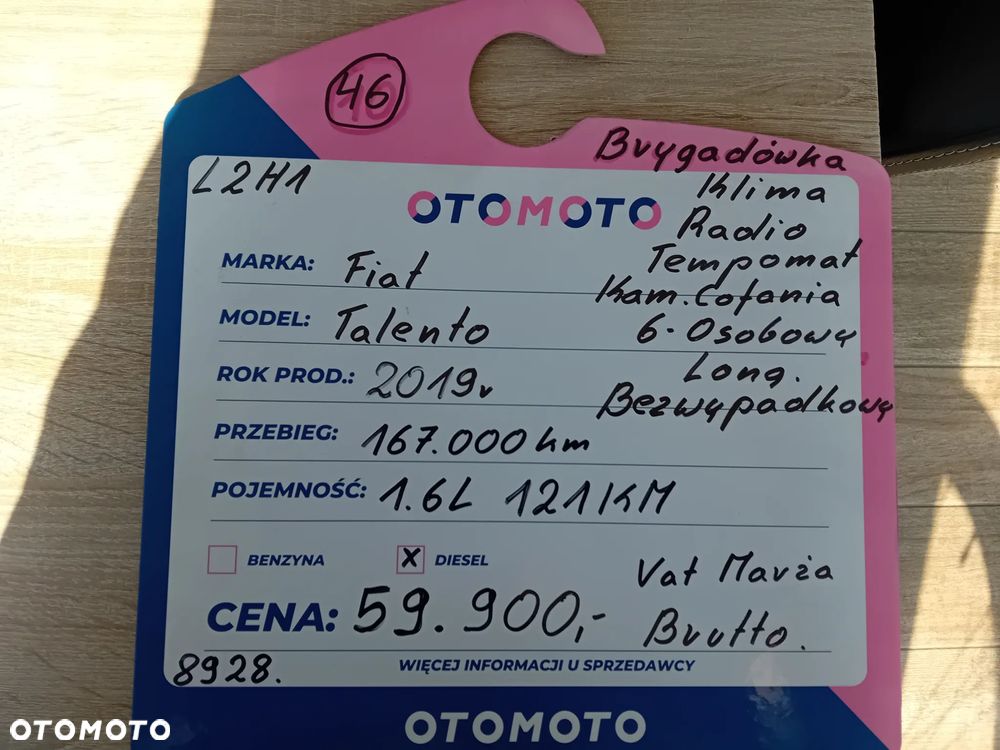 46
Brygadówka
L2H1
Klima
OTOMOTO
Radio
MARKA: Fiat
Tempomat
Kam. Cofania
MODEL: Talento
6-Osobowy
ROK PROD.: 2019r
Long.
Bezwypadkowy
PRZEBIEG: 167.000 km
POJEMNOŚĆ: 1.6L 121KM
BENZYNA X DIESEL
Vat Marża
CENA: 59.900,-
Brutto.
WIĘCEJ INFORMACJI U SPRZEDAWCY
8928.
OTOMOTO
OTOMOTO